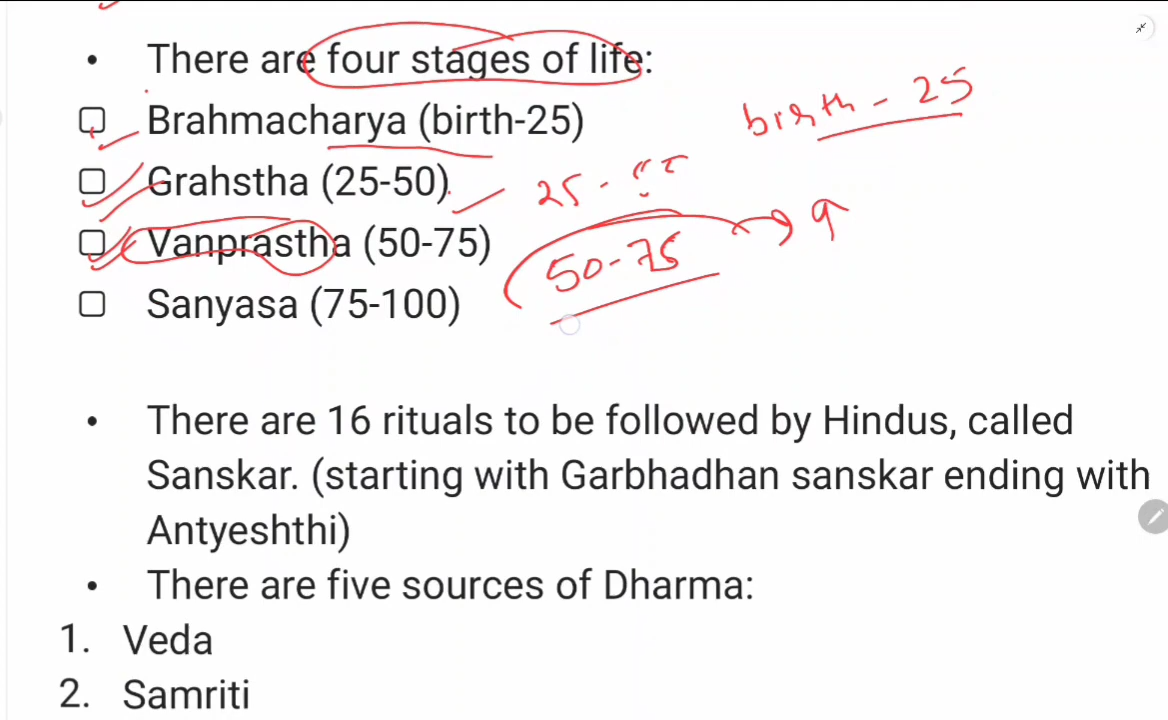 • There are four stages of life:
Brahmacharya (birth-25) birth - 25
Grahstha (25-50) 25 -
Vanprastha (50-75) 50-75
Sanyasa (75-100)
• There are 16 rituals to be followed by Hindus, called
Sanskar. (starting with Garbhadhan sanskar ending with
Antyeshthi)
• There are five sources of Dharma:
1. Veda
2. Samriti